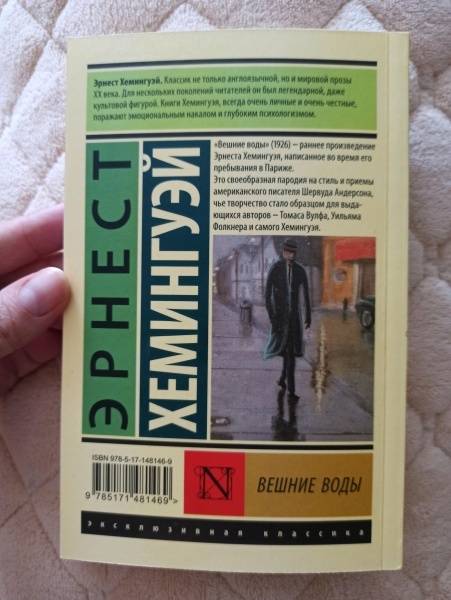 Эрнест Хемингуэй. Классик не только англоязычной, но и мировой прозы
XX века. Для нескольких поколений читателей он был легендарной, даже
культовой фигурой. Книги Хемингуэя, всегда очень личные и очень честные,
поражают эмоциональным накалом и глубоким психологизмом.
ЭРНЕСТ
ХЕМИНГУЭЙ
«Вешние воды» (1926) – раннее произведение
Эрнеста Хемингуэя, написанное во время его
пребывания в Париже.
Это своеобразная пародия на стиль и приемы
американского писателя Шервуда Андерсона,
чье творчество стало образцом для выда-
ющихся авторов – Томаса Вулфа, Уильяма
Фолкнера и самого Хемингуэя.
ISBN 978-5-17-148146-9
9 785171 481469>
N
ВЕШНИЕ ВОДЫ
эксклюзивная классика